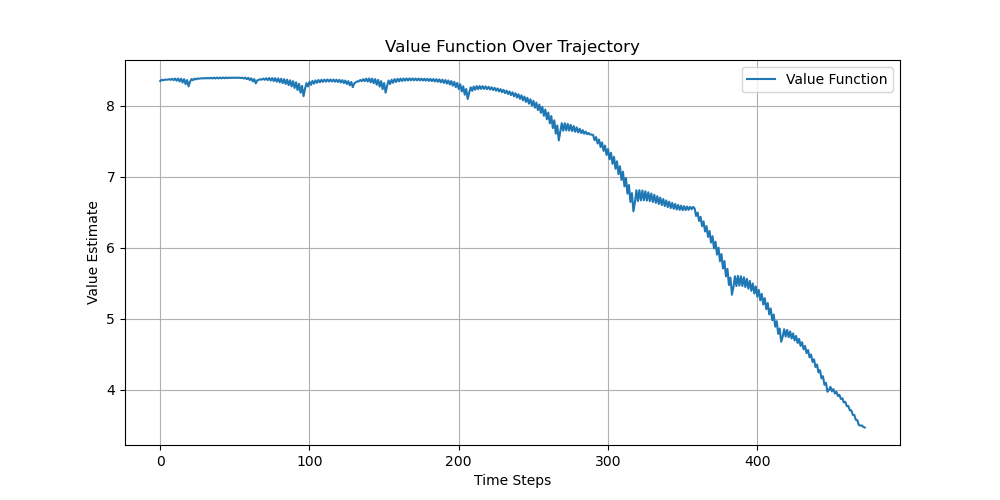 Value Function Over Trajectory
Value Function
Value Estimate
8
7
6
5
4
0 100 200 300 400
Time Steps